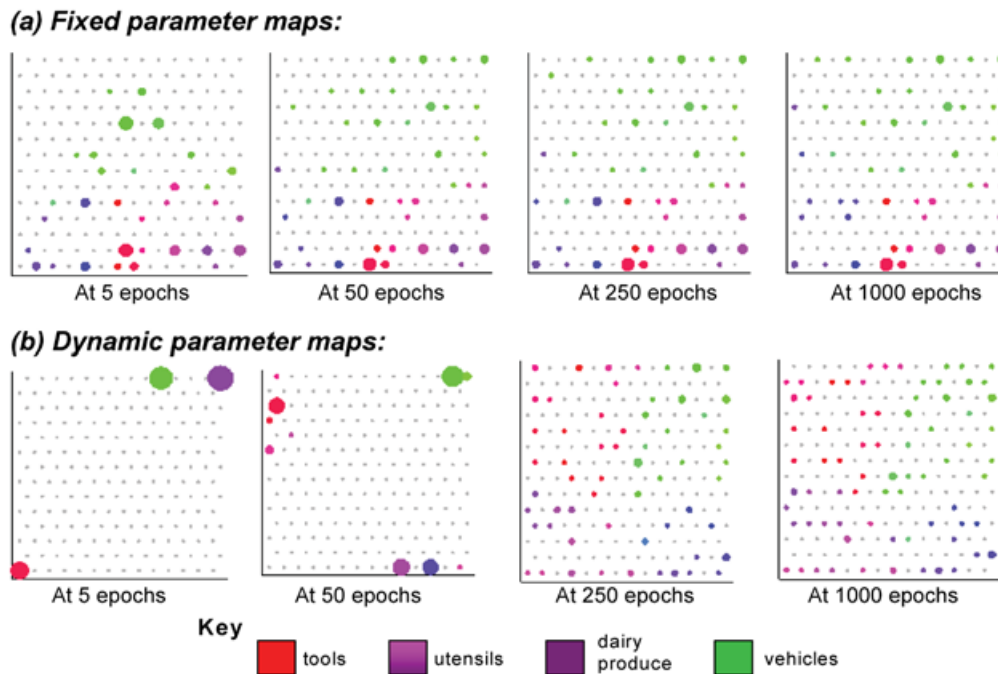 (a) Fixed parameter maps:
At 5 epochs
At 50 epochs
At 250 epochs
At 1000 epochs
(b) Dynamic parameter maps:
At 5 epochs
At 50 epochs
At 250 epochs
At 1000 epochs
Key
tools
utensils
dairy
produce
vehicles